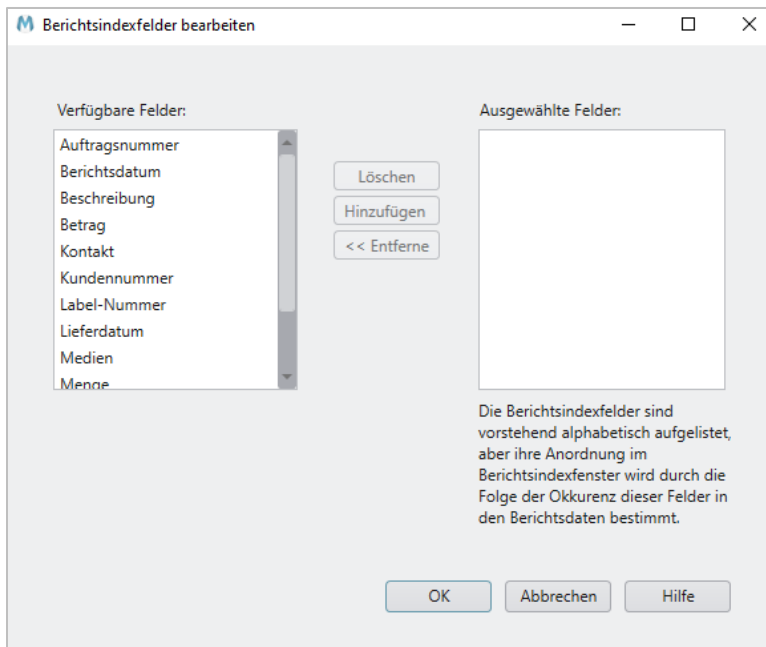 Berichtsindexfelder bearbeiten
Verfügbare Felder:
Auftragsnummer
Berichtsdatum
Beschreibung
Betrag
Kontakt
Kundennummer
Label-Nummer
Lieferdatum
Medien
Menge
Löschen
Hinzufügen
<< Entferne
Ausgewählte Felder:
Die Berichtsindexfelder sind
vorstehend alphabetisch aufgelistet,
aber ihre Anordnung im
Berichtsindexfenster wird durch die
Folge der Okkurenz dieser Felder in
den Berichtsdaten bestimmt.
OK
Abbrechen
Hilfe